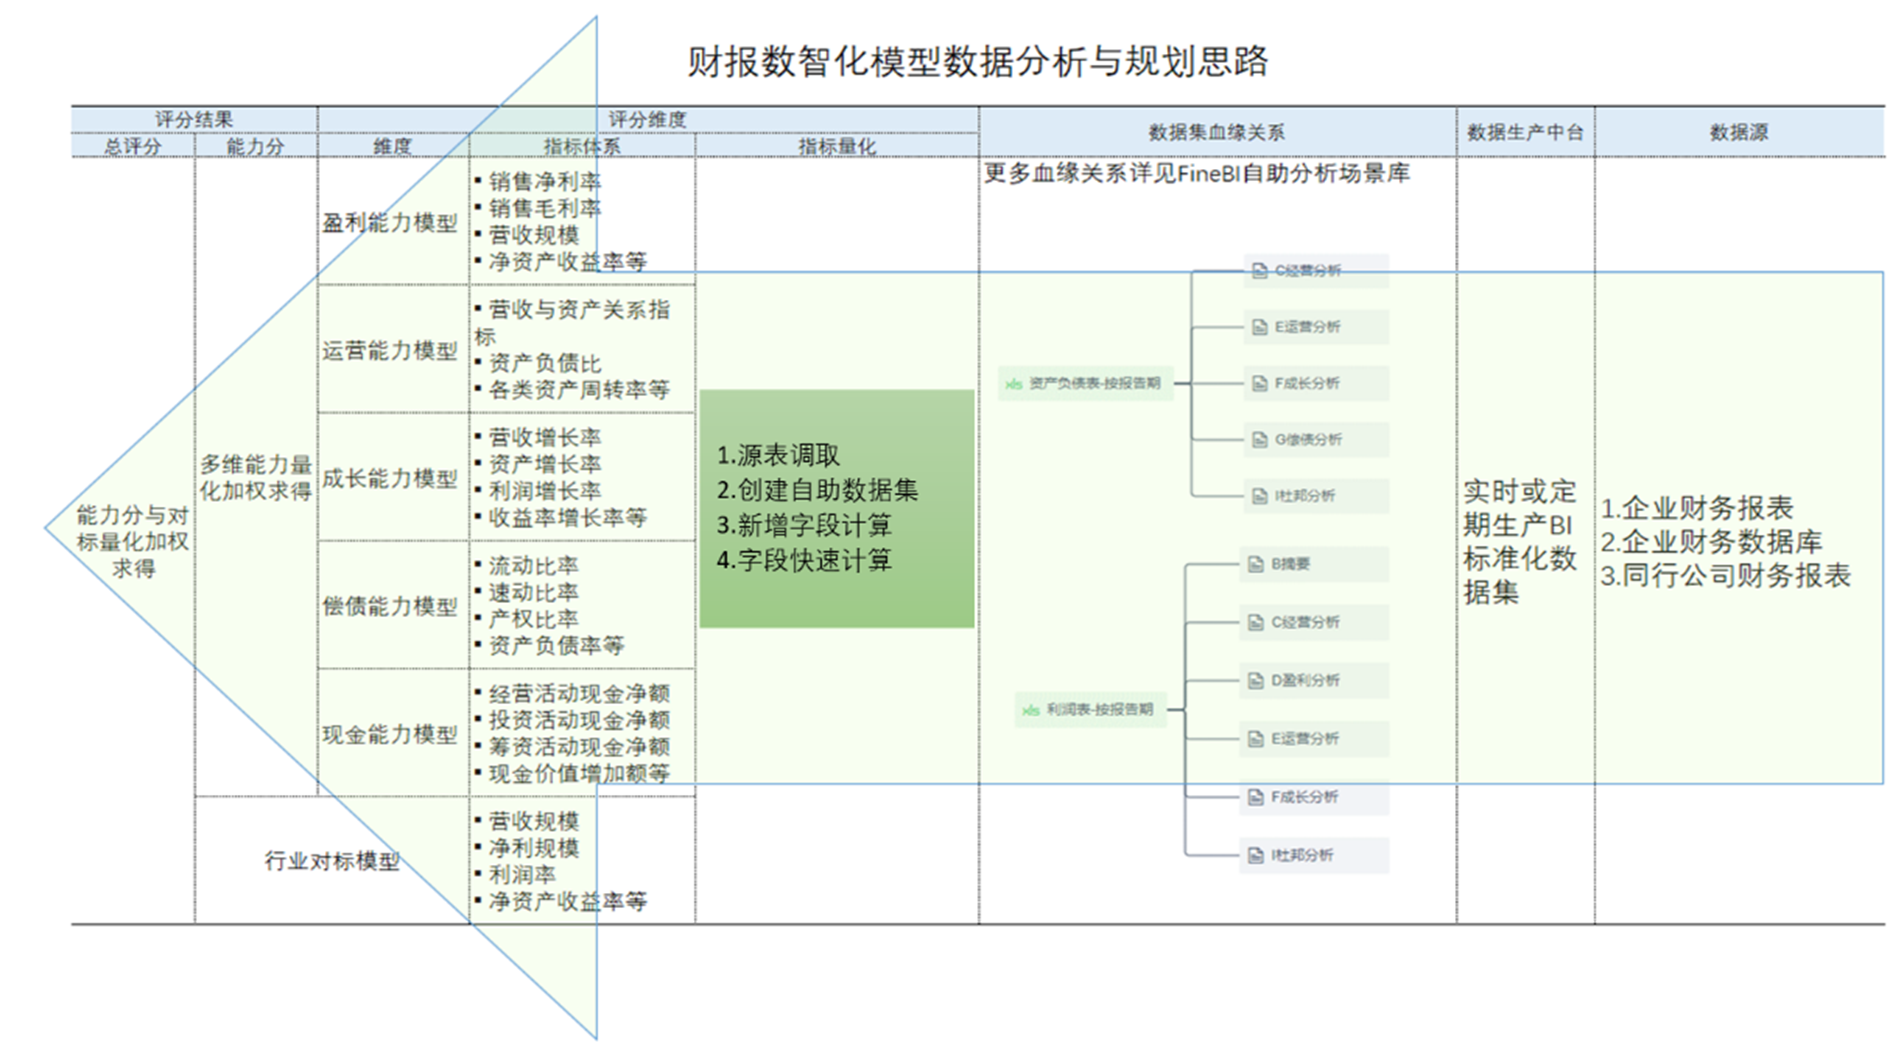 财报数智化模型数据分析与规划思路
评分结果
评分维度
数据集血缘关系
数据生产中台
数据源
总评分
能力分
维度
指标体系
指标量化
能力分与对
标量化加权
求得
多维能力量
化加权求得
盈利能力模型
▪ 销售净利率
▪ 销售毛利率
▪ 营收规模
▪ 净资产收益率等
运营能力模型
▪ 营收与资产关系指
标
▪ 资产负债比
▪ 各类资产周转率等
成长能力模型
▪ 营收增长率
▪ 资产增长率
▪ 利润增长率
▪ 收益率增长率等
偿债能力模型
▪ 流动比率
▪ 速动比率
▪ 产权比率
▪ 资产负债率等
现金能力模型
▪ 经营活动现金净额
▪ 投资活动现金净额
▪ 筹资活动现金净额
▪ 现金价值增加额等
行业对标模型
▪ 营收规模
▪ 净利规模
▪ 利润率
▪ 净资产收益率等
1.源表调取
2.创建自助数据集
3.新增字段计算
4.字段快速计算
更多血缘关系详见FineBI自助分析场景库
xls 资产负债表-按报告期
C经营分析
E运营分析
F成长分析
G偿债分析
I杜邦分析
xls 利润表-按报告期
B摘要
C经营分析
D盈利分析
E运营分析
F成长分析
I杜邦分析
实时或定
期生产BI
标准化数
据集
1.企业财务报表
2.企业财务数据库
3.同行公司财务报表